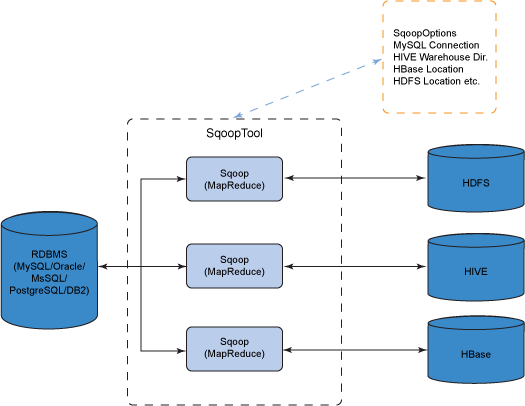 SqoopOptions
MySQL Connection
HIVE Warehouse Dir.
HBase Location
HDFS Location etc.
SqoopTool
Sqoop
(MapReduce)
HDFS
RDBMS
(MySQL/Oracle/
MsSQL/
PostgreSQL/DB2)
Sqoop
(MapReduce)
HIVE
Sqoop
(MapReduce)
HBase